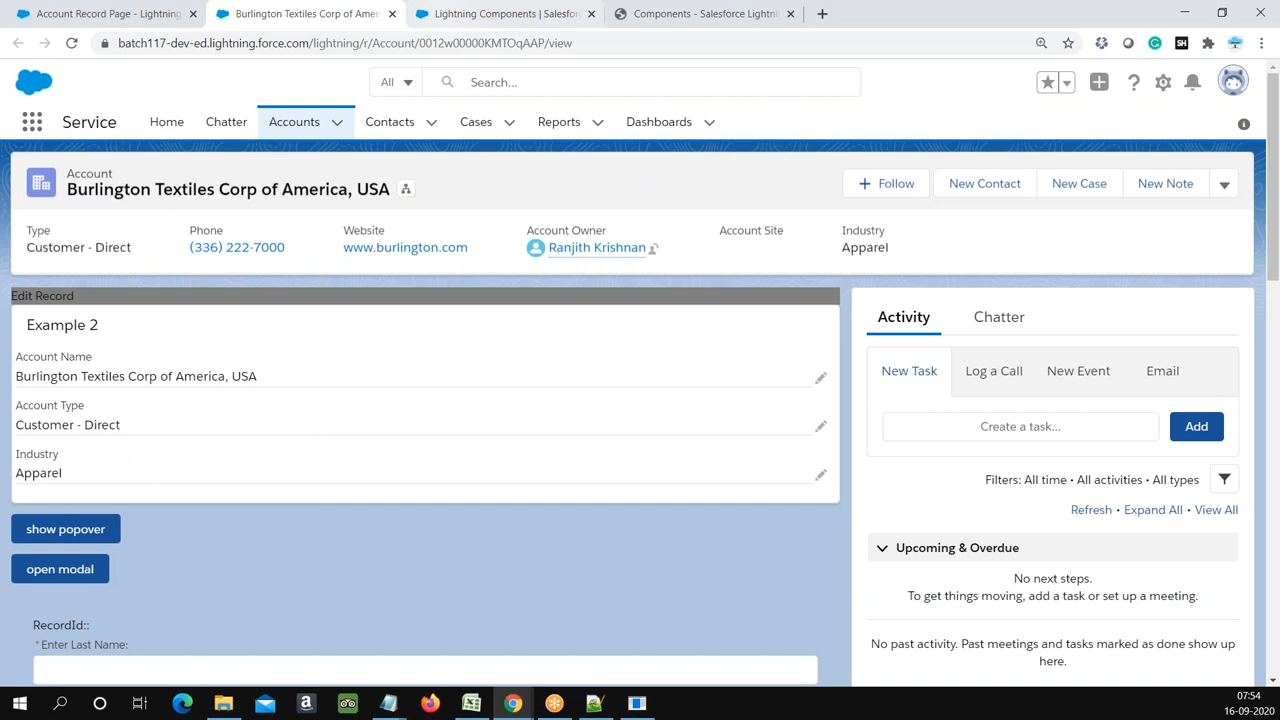 Account Record Page - Lightning
Burlington Textiles Corp of Amer
Lightning Components | Salesfor
Components - Salesforce Lightni
batch117-dev-ed.lightning.force.com/lightning/r/Account/0012w00000KMTOqAAP/view
All
Search...
Service
Home
Chatter
Accounts
Contacts
Cases
Reports
Dashboards
Account
Burlington Textiles Corp of America, USA
Follow
New Contact
New Case
New Note
Type
Phone
Website
Account Owner
Account Site
Industry
Customer - Direct
(336) 222-7000
www.burlington.com
Ranjith Krishnan
Apparel
Edit Record
Example 2
Account Name
Burlington Textiles Corp of America, USA
Account Type
Customer - Direct
Industry
Apparel
show popover
open modal
RecordId::
*Enter Last Name:
Activity
Chatter
New Task
Log a Call
New Event
Email
Create a task...
Add
Filters: All time • All activities • All types
Refresh • Expand All • View All
Upcoming & Overdue
No next steps.
To get things moving, add a task or set up a meeting.
No past activity. Past meetings and tasks marked as done show up
here.
07:54
16-09-2020